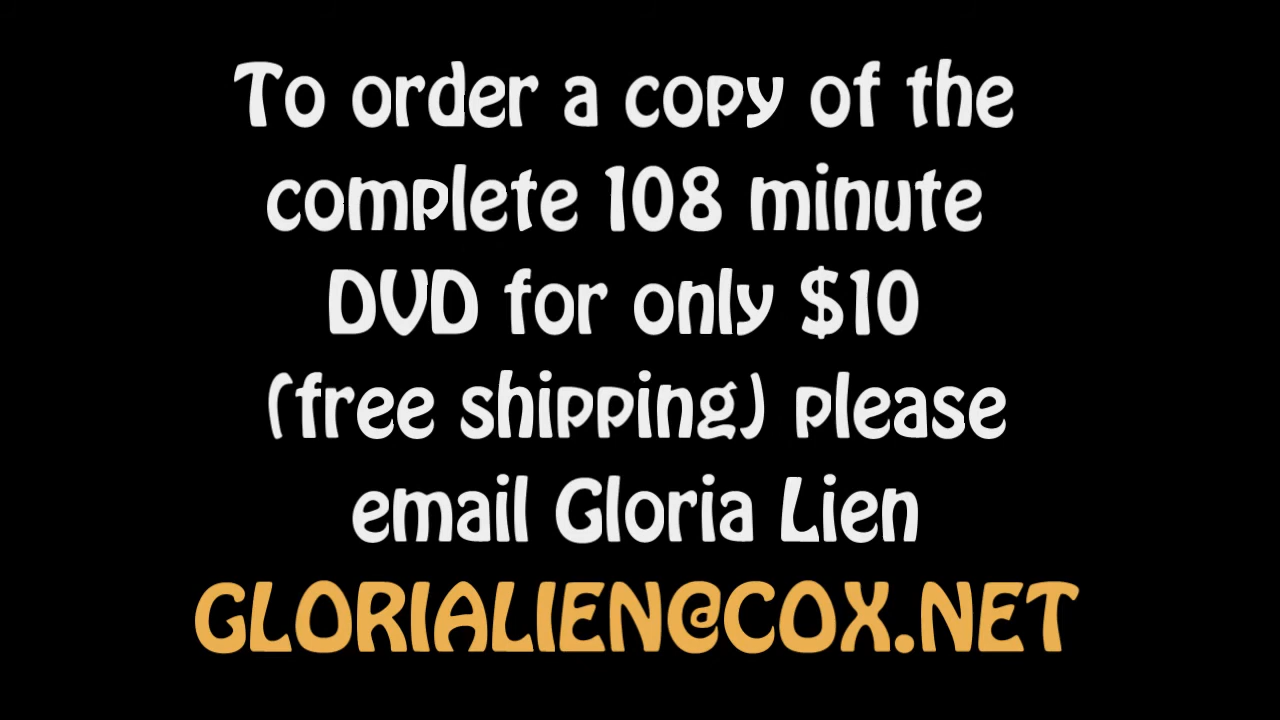 To order a copy of the
complete 108 minute
DVD for only $10
(free shipping) please
email Gloria Lien
GLORIALIEN@COX.NET